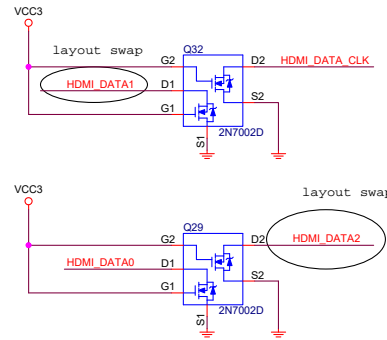 VCC3
layout swap
Q32
G2
D2
HDMI_DATA_CLK
HDMI_DATA1
D1
S2
G1
2N7002D
S1
VCC3
layout swap
Q29
G2
D2
HDMI_DATA2
HDMI_DATA0
D1
S2
G1
2N7002D
S1